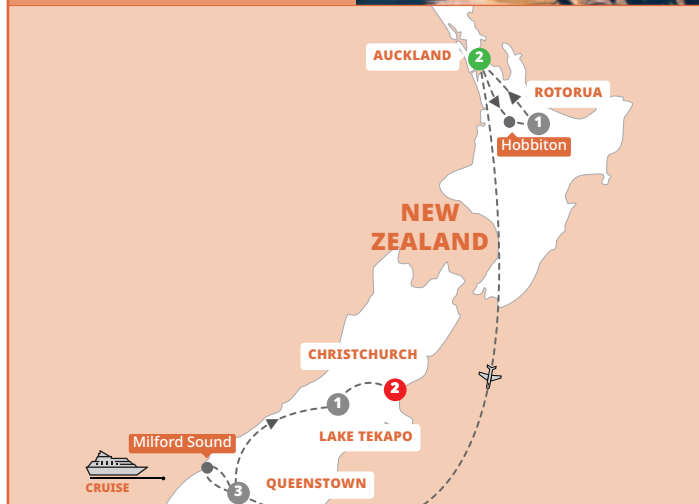 AUCKLAND
2
ROTORUA
1
Hobbiton
NEW
ZEALAND
CHRISTCHURCH
2
1
LAKE TEKAPO
Milford Sound
CRUISE
3
QUEENSTOWN